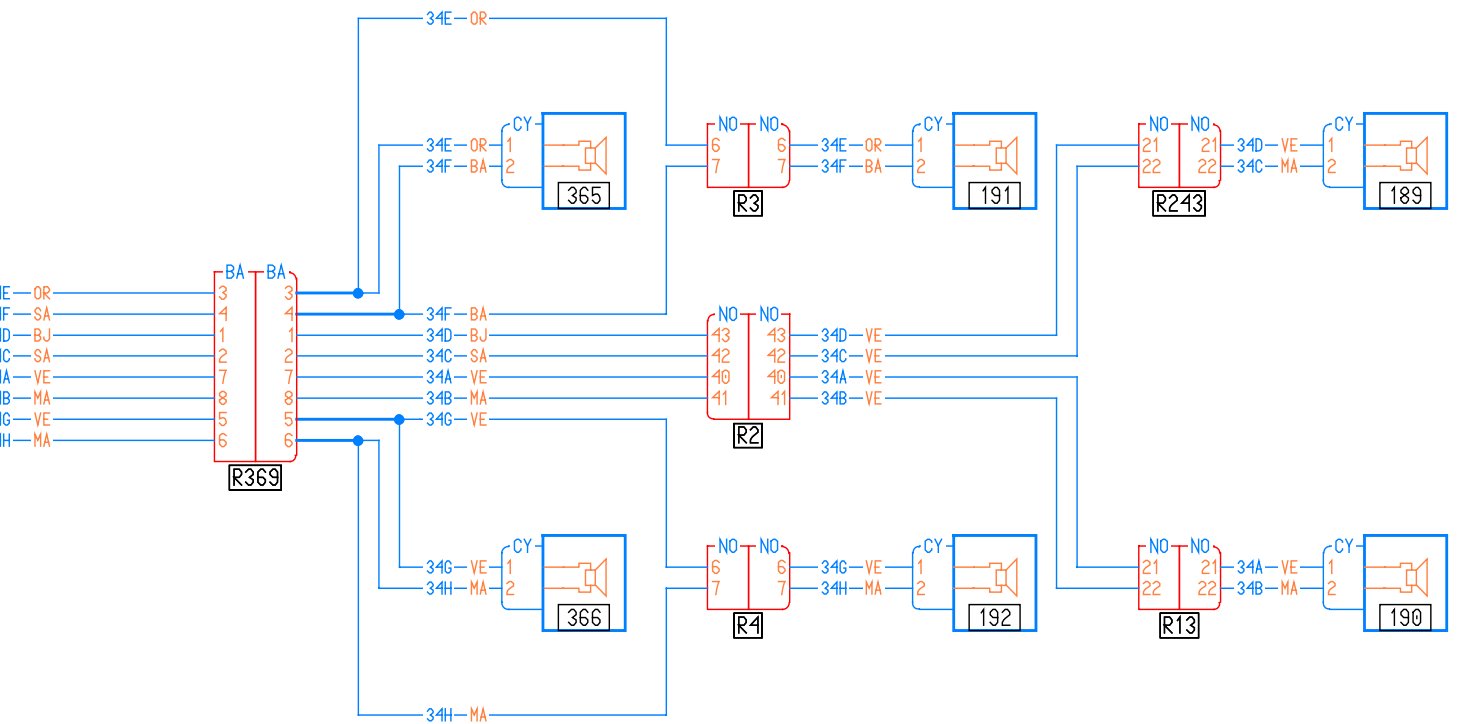 34E OR
CY NO NO CY NO NO CY
34E OR 1 6 6 34E OR 1 21 21 34D VE 1
34F BA 2 7 7 34F BA 2 22 22 34C MA 2
365 R3 191 R243 189
BA BA
E OR 3 3
F SA 4 4 34F BA NO NO
D BJ 1 1 34D BJ 43 43 34D VE
C SA 2 2 34C SA 42 42 34C VE
A VE 7 7 34A VE 40 40 34A VE
B MA 8 8 34B MA 41 41 34B VE
G VE 5 5 34G VE
H MA 6 6 R2
R369
CY NO NO CY NO NO CY
34G VE 1 6 6 34G VE 1 21 21 34A VE 1
34H MA 2 7 7 34H MA 2 22 22 34B MA 2
366 R4 192 R13 190
34H MA